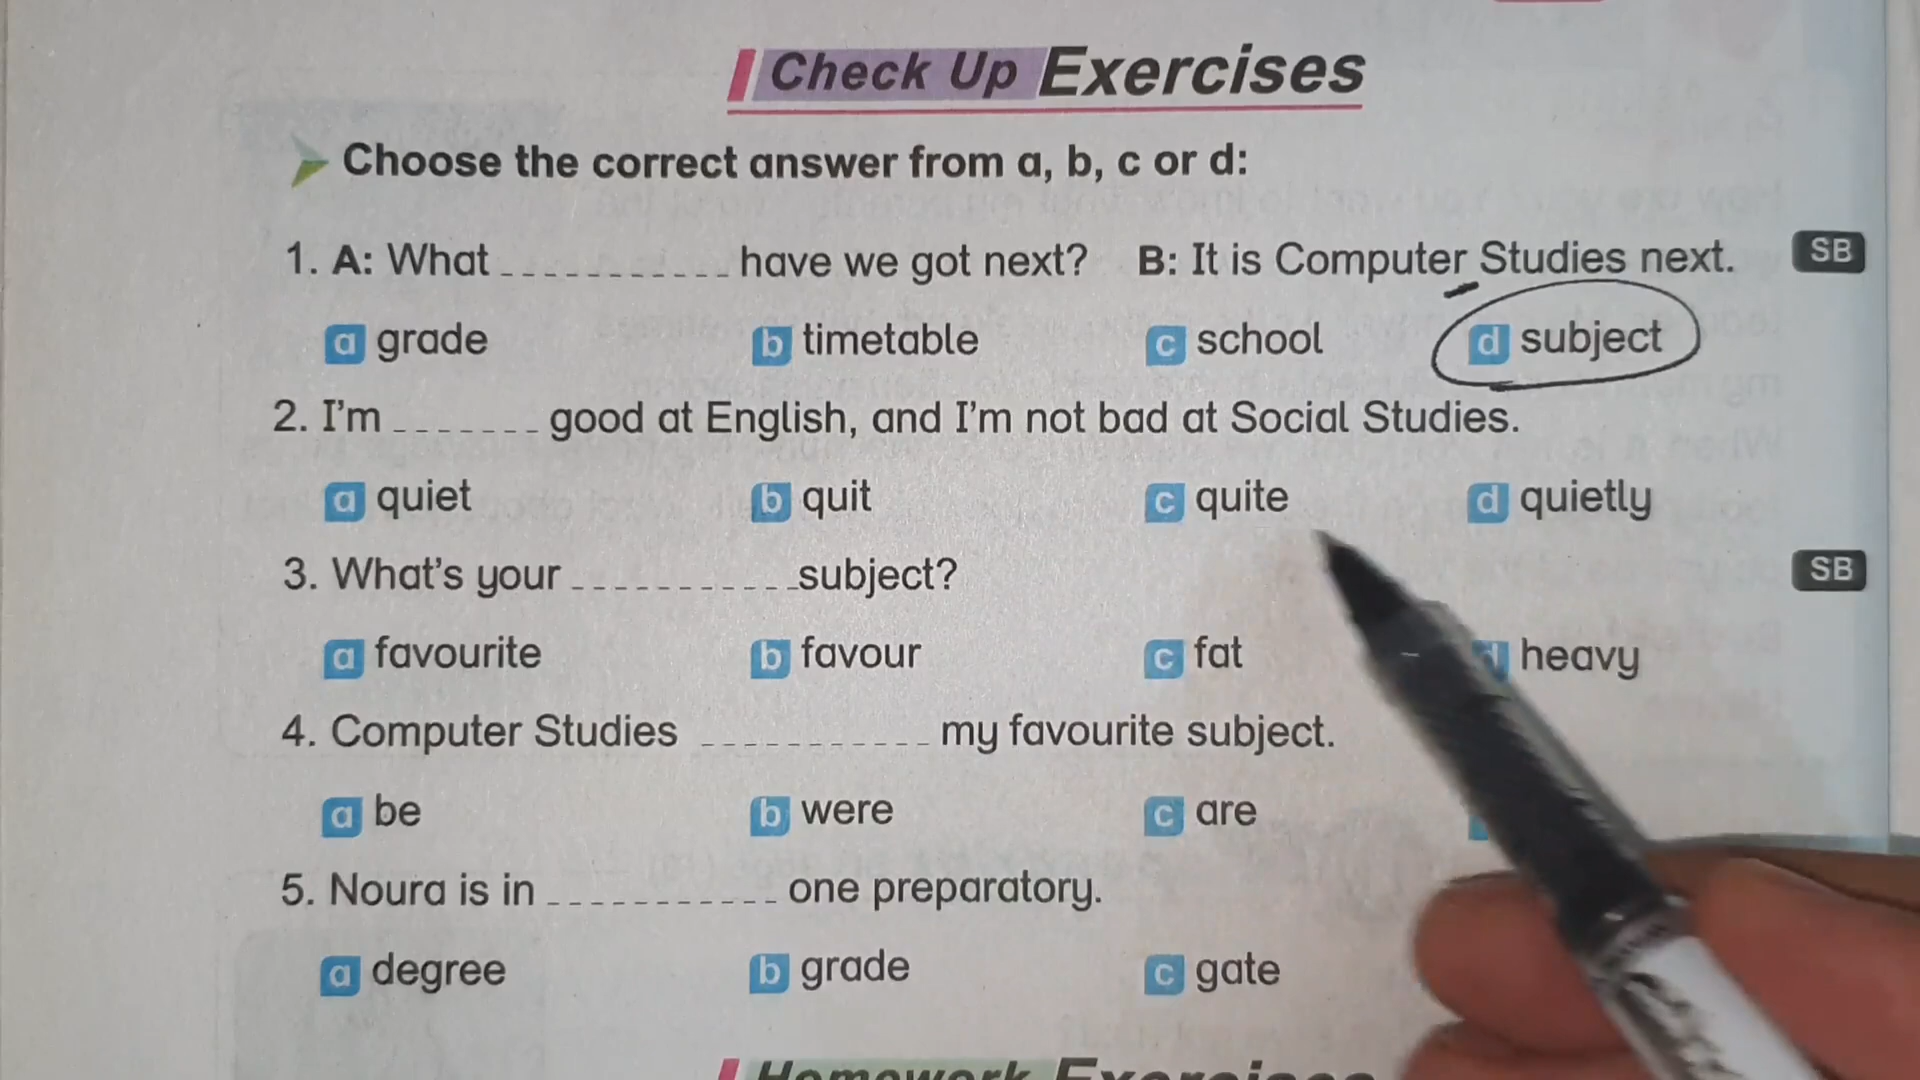 Check Up Exercises
Choose the correct answer from a, b, c or d:
1. A: What ___________ have we got next? B: It is Computer Studies next. SB
a grade b timetable c school d subject
2. I'm _______ good at English, and I'm not bad at Social Studies.
a quiet b quit c quite d quietly
3. What's your ___________ subject? SB
a favourite b favour c fat d heavy
4. Computer Studies ___________ my favourite subject.
a be b were c are
5. Noura is in ___________ one preparatory.
a degree b grade c gate
Homework Exercises